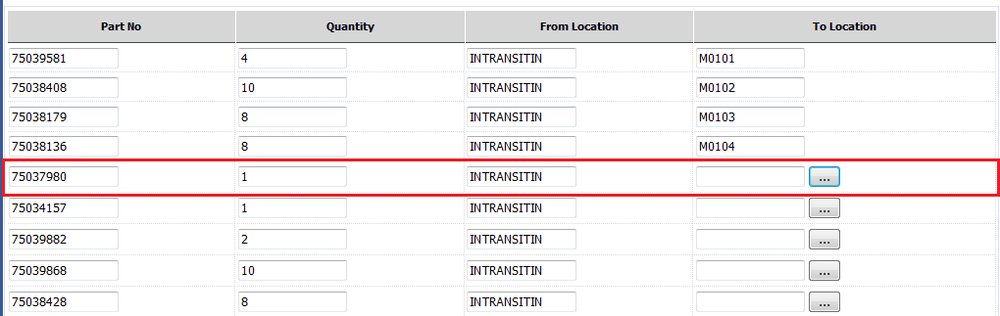 Part No Quantity From Location To Location
75039581 4 INTRANSITIN M0101
75038408 10 INTRANSITIN M0102
75038179 8 INTRANSITIN M0103
75038136 8 INTRANSITIN M0104
75037980 1 INTRANSITIN ...
75034157 1 INTRANSITIN ...
75039882 2 INTRANSITIN ...
75039868 10 INTRANSITIN ...
75038428 8 INTRANSITIN ...